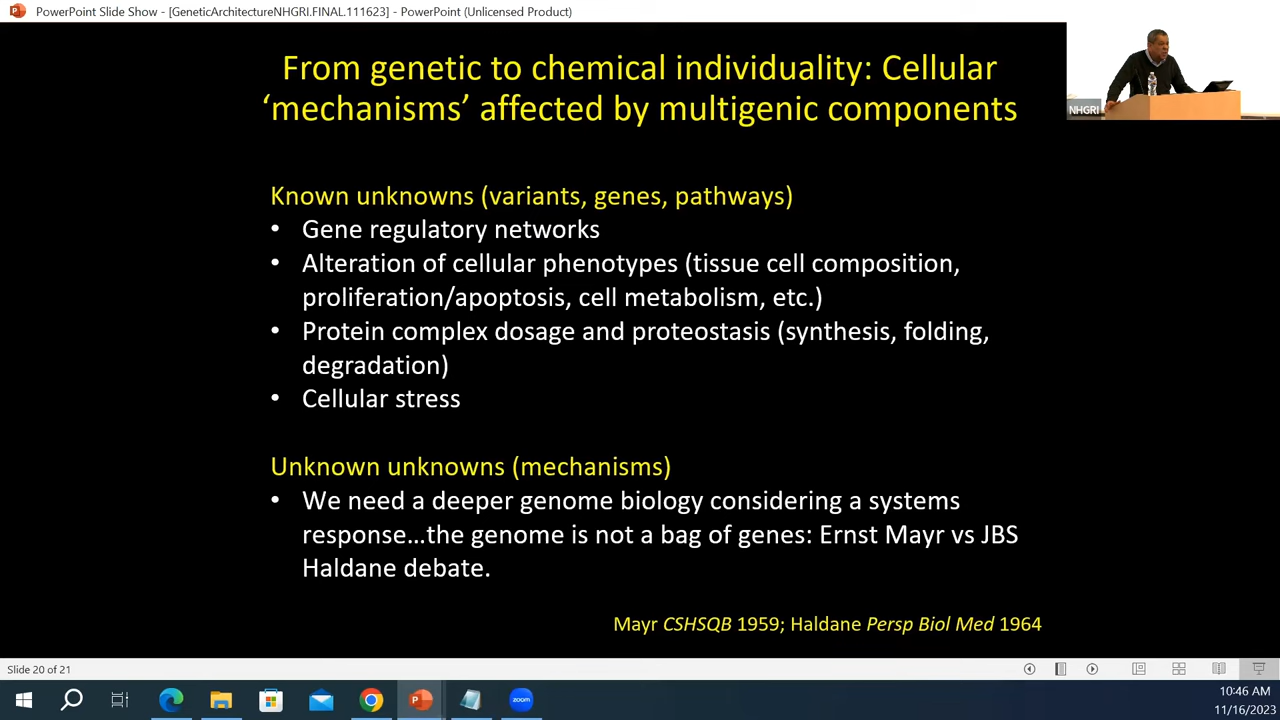 PowerPoint Slide Show - [GeneticArchitectureNHGRI.FINAL.111623] - PowerPoint (Unlicensed Product)
From genetic to chemical individuality: Cellular
‘mechanisms’ affected by multigenic components
NHGRI
Known unknowns (variants, genes, pathways)
• Gene regulatory networks
• Alteration of cellular phenotypes (tissue cell composition,
proliferation/apoptosis, cell metabolism, etc.)
• Protein complex dosage and proteostasis (synthesis, folding,
degradation)
• Cellular stress
Unknown unknowns (mechanisms)
• We need a deeper genome biology considering a systems
response…the genome is not a bag of genes: Ernst Mayr vs JBS
Haldane debate.
Mayr CSHSQB 1959; Haldane Persp Biol Med 1964
Slide 20 of 21
zoom
10:46 AM
11/16/2023